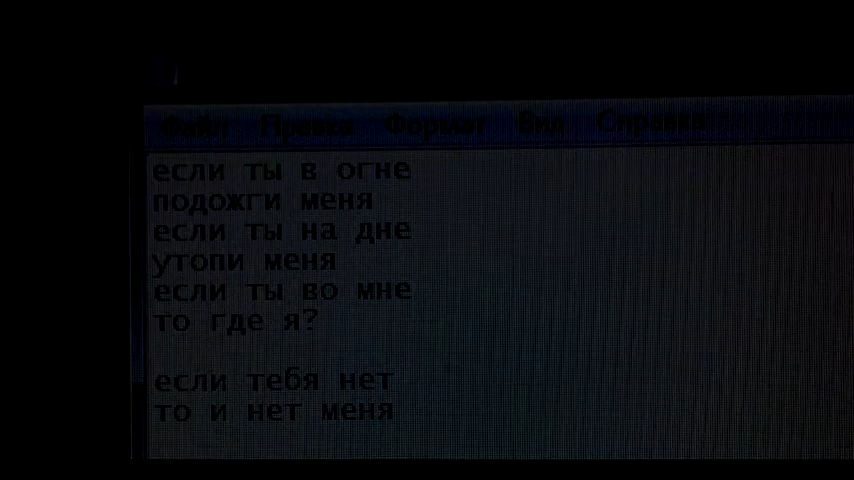 Файл Правка Формат Вид Справка
если ты в огне
подожги меня
если ты на дне
утопи меня
если ты во мне
то где я?
если тебя нет
то и нет меня